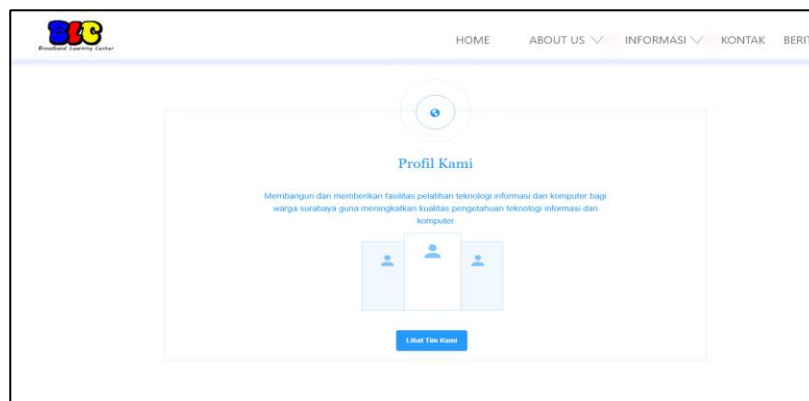 BLC
Broadband Learning Center
HOME ABOUT US INFORMASI KONTAK BERIT
Profil Kami
Membangun dan memberikan fasilitas pelatihan teknologi informasi dan komputer bagi
warga surabaya guna meningkatkan kualitas pengetahuan teknologi informasi dan
komputer
Lihat Tim Kami